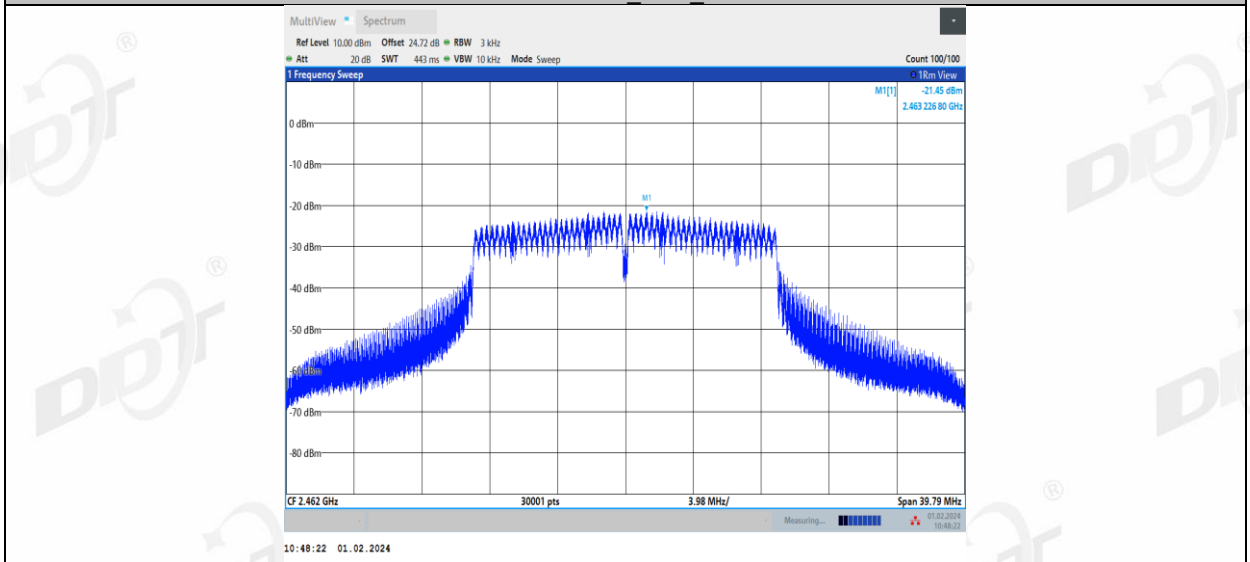 MultiView Spectrum
Ref Level 10.00 dBm Offset 24.72 dB RBW 3 kHz
Att 20 dB SWT 443 ms VBW 10 kHz Mode Sweep Count 100/100
1 Frequency Sweep 1Rm View
M1[1] -21.45 dBm
2.463 226 80 GHz
0 dBm
-10 dBm
M1
-20 dBm
-30 dBm
-40 dBm
-50 dBm
-60 dBm
-70 dBm
-80 dBm
CF 2.462 GHz 30001 pts 3.98 MHz/ Span 39.79 MHz
Measuring... 01.02.2024
10:48:22
10:48:22 01.02.2024
DDT
®
DDT
DDT
®
®